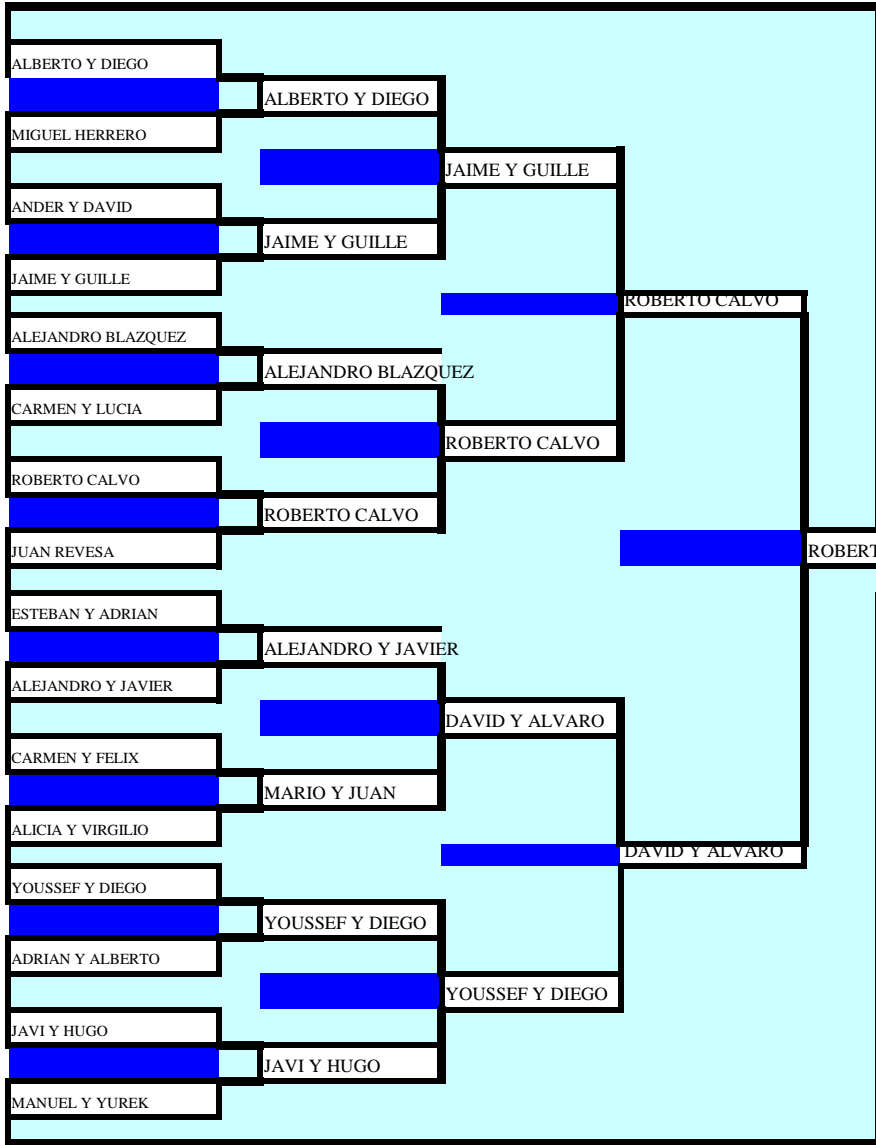 ALBERTO Y DIEGO
ALBERTO Y DIEGO
MIGUEL HERRERO
JAIME Y GUILLE
ANDER Y DAVID
JAIME Y GUILLE
JAIME Y GUILLE
ROBERTO CALVO
ALEJANDRO BLAZQUEZ
ALEJANDRO BLAZQUEZ
CARMEN Y LUCIA
ROBERTO CALVO
ROBERTO CALVO
ROBERTO CALVO
JUAN REVESA
ROBERT
ESTEBAN Y ADRIAN
ALEJANDRO Y JAVIER
ALEJANDRO Y JAVIER
DAVID Y ALVARO
CARMEN Y FELIX
MARIO Y JUAN
ALICIA Y VIRGILIO
DAVID Y ALVARO
YOUSSEF Y DIEGO
YOUSSEF Y DIEGO
ADRIAN Y ALBERTO
YOUSSEF Y DIEGO
JAVI Y HUGO
JAVI Y HUGO
MANUEL Y YUREK